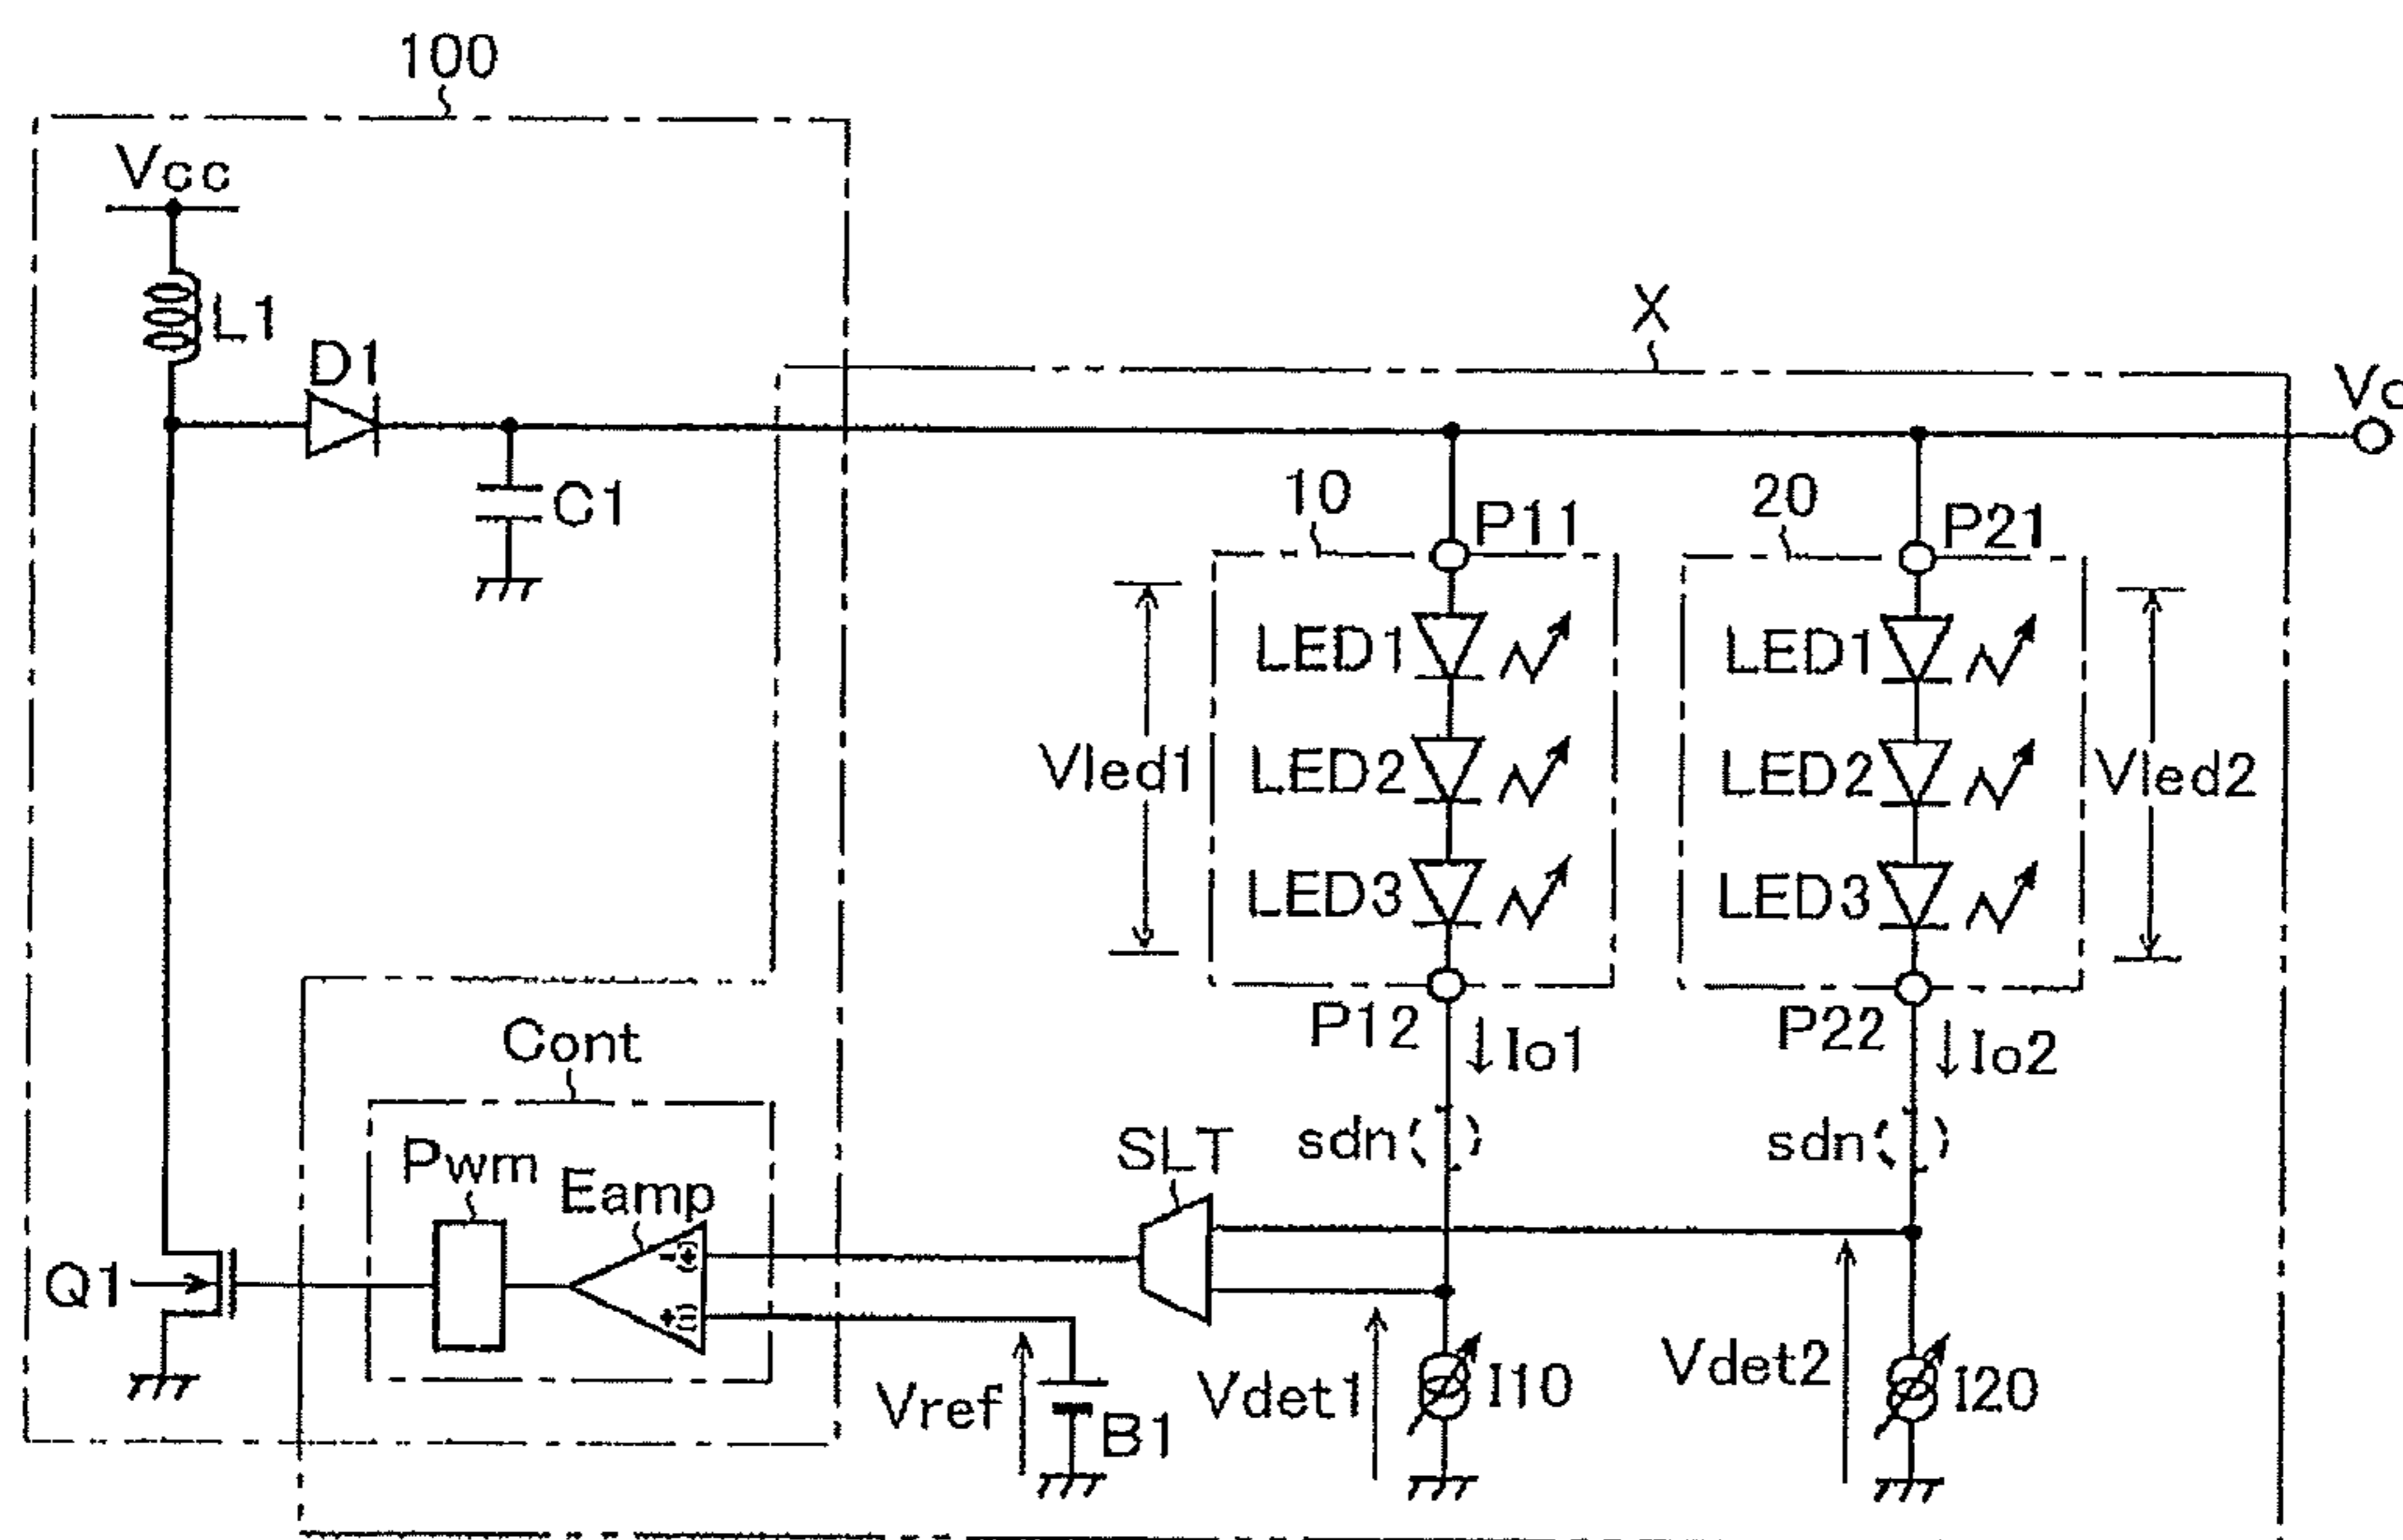 100
Vcc
L1
D1
C1
X
10
P11
20
P21
LED1
LED2
LED3
Vled1
LED1
LED2
LED3
Vled2
P12
Io1
P22
Io2
sdn
sdn
SLT
Cont
Pwm
Eamp
-(+)
+(-)
Q1
Vref
B1
Vdet1
I10
Vdet2
I20